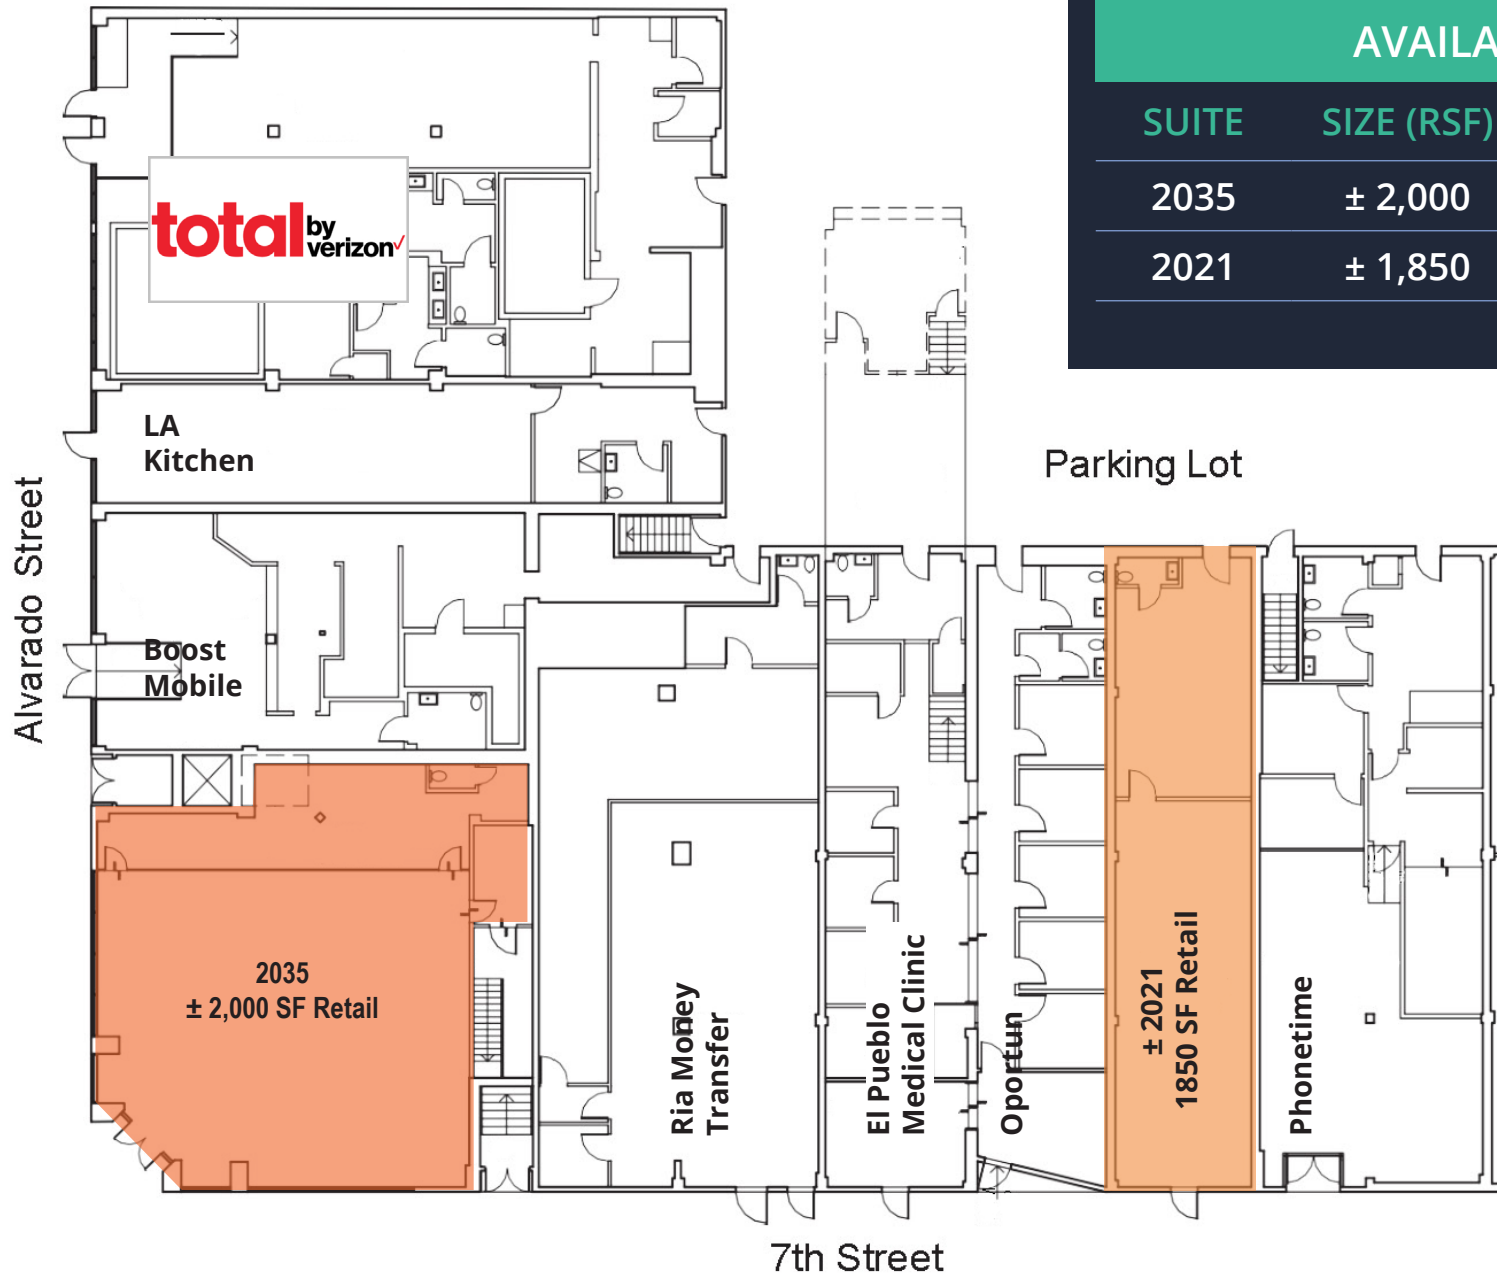 AVAILA
SUITE SIZE (RSF)
2035 ± 2,000
2021 ± 1,850
total by
verizon
LA
Kitchen
Parking Lot
Alvarado Street
Boost
Mobile
2035
± 2,000 SF Retail
Ria Money
Transfer
El Pueblo
Medical Clinic
Oportun
± 2021
1850 SF Retail
Phonetime
7th Street